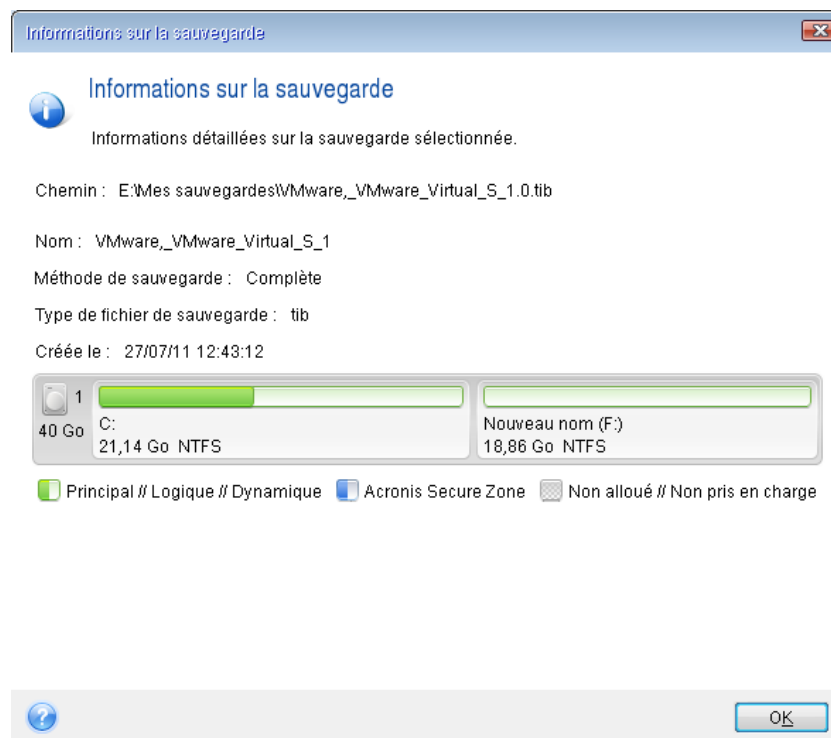 Informations sur la sauvegarde
Informations sur la sauvegarde
Informations détaillées sur la sauvegarde sélectionnée.
Chemin : E:\Mes sauvegardes\VMware,_VMware_Virtual_S_1.0.tib
Nom : VMware,_VMware_Virtual_S_1
Méthode de sauvegarde : Complète
Type de fichier de sauvegarde : tib
Créée le : 27/07/11 12:43:12
1
40 Go
C:
21,14 Go NTFS
Nouveau nom (F:)
18,86 Go NTFS
Principal // Logique // Dynamique Acronis Secure Zone Non alloué // Non pris en charge
OK